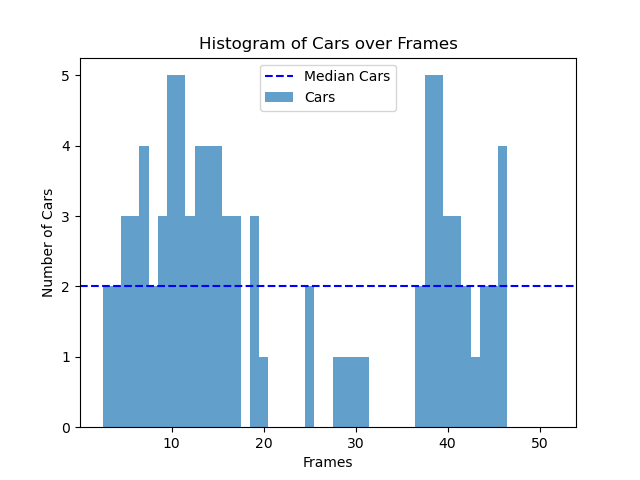 Histogram of Cars over Frames
Median Cars
Cars
Number of Cars
5
4
3
2
1
0
10 20 30 40 50
Frames